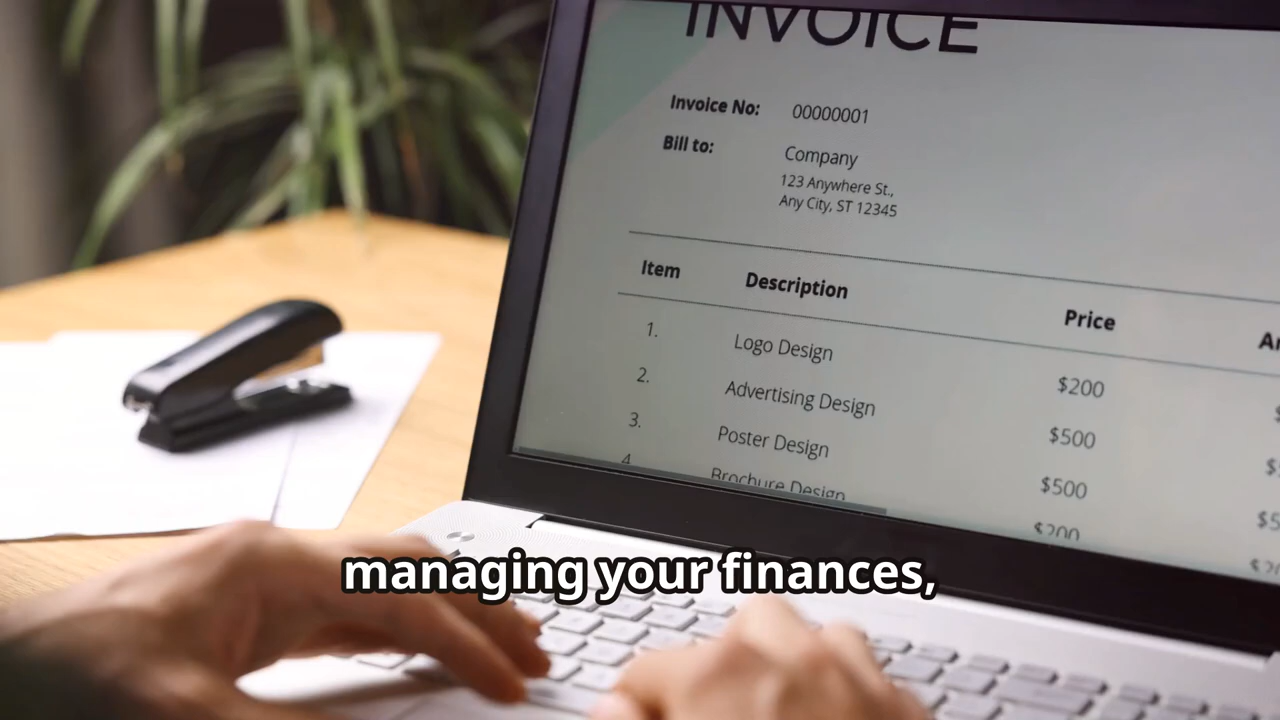 INVOICE
Invoice No: 00000001
Bill to: Company
123 Anywhere St.,
Any City, ST 12345
Item Description Price
1. Logo Design $200
2. Advertising Design $500
3. Poster Design $500
4. Brochure Design $200
managing your finances,